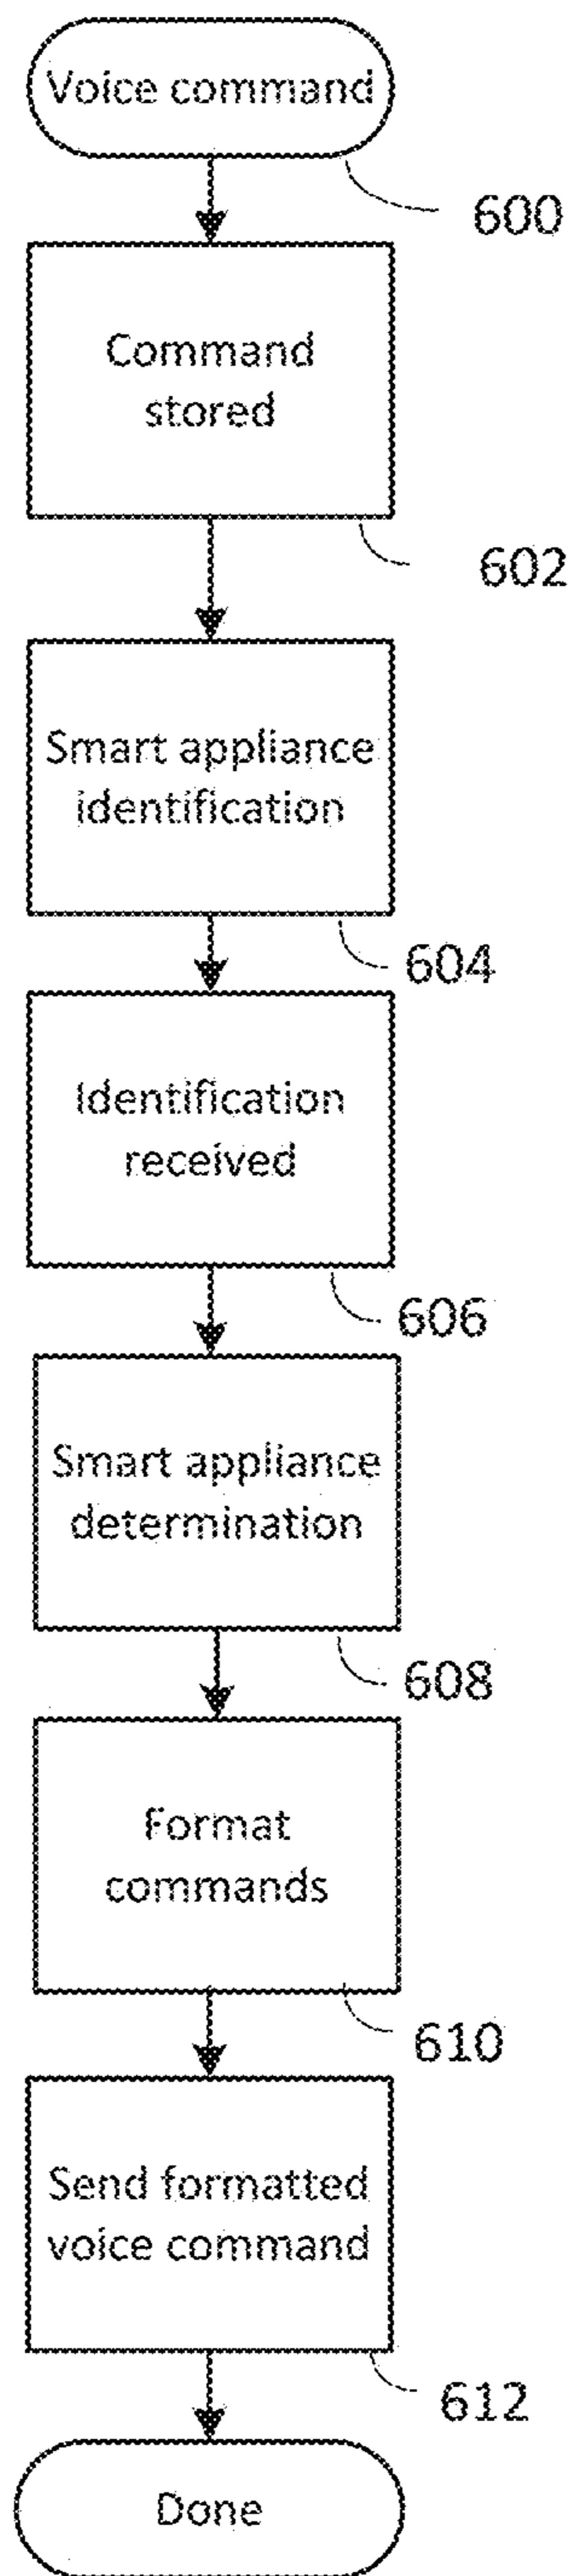 Voice command
600
Command
stored
602
Smart appliance
identification
604
Identification
received
606
Smart appliance
determination
608
Format
commands
610
Send formatted
voice command
612
Done